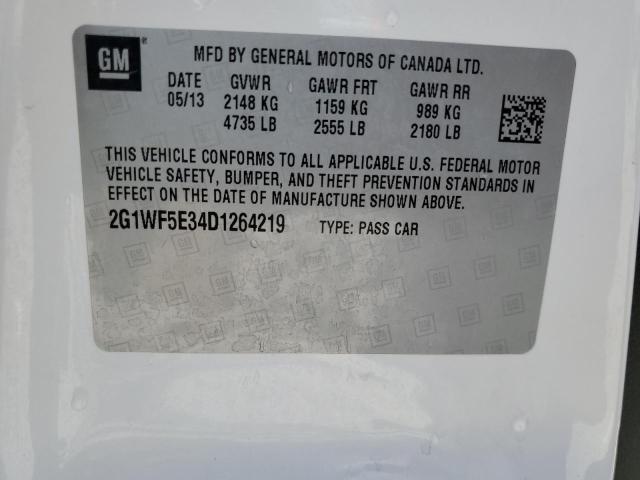 GM ®
MFD BY GENERAL MOTORS OF CANADA LTD.
DATE GVWR GAWR FRT GAWR RR
05/13 2148 KG 1159 KG 989 KG
4735 LB 2555 LB 2180 LB
THIS VEHICLE CONFORMS TO ALL APPLICABLE U.S. FEDERAL MOTOR
VEHICLE SAFETY, BUMPER, AND THEFT PREVENTION STANDARDS IN
EFFECT ON THE DATE OF MANUFACTURE SHOWN ABOVE.
2G1WF5E34D1264219 TYPE: PASS CAR